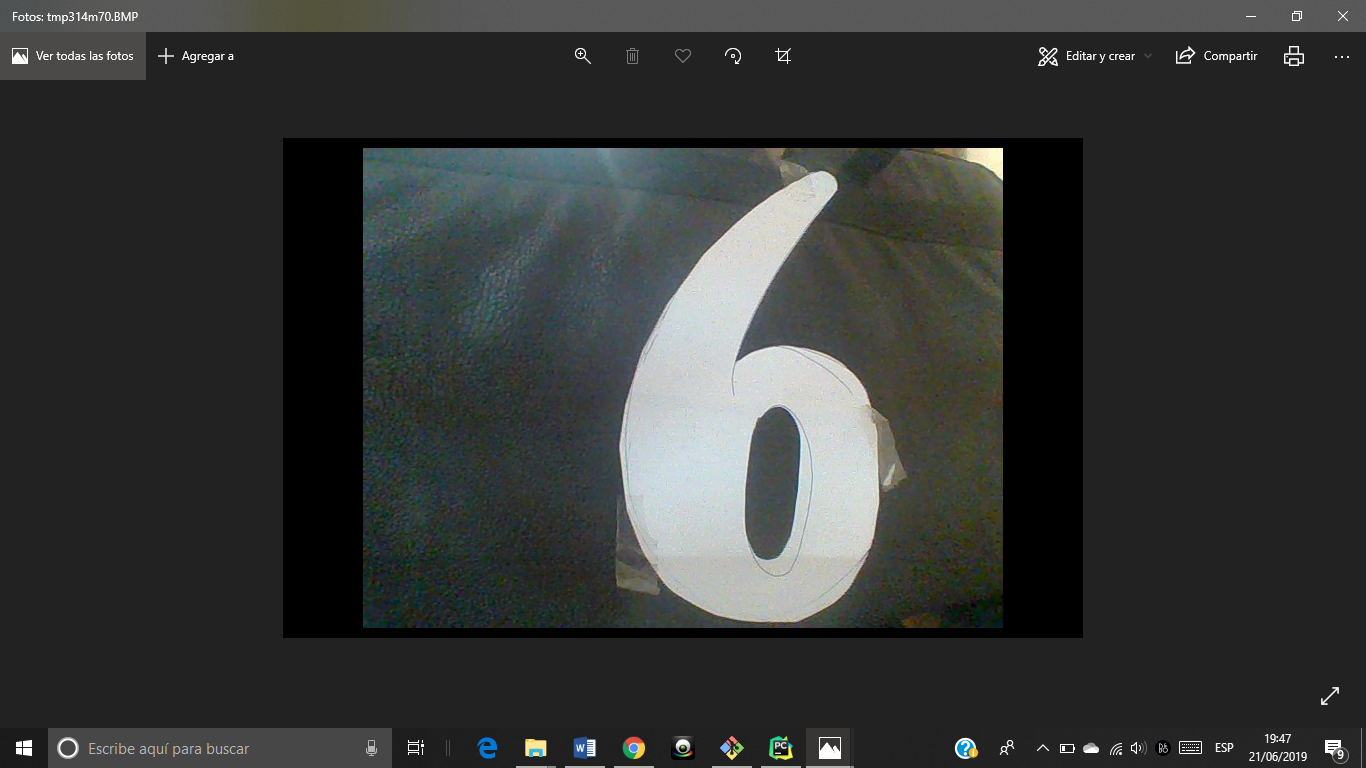 Fotos: tmp314m70.BMP
Ver todas las fotos
Agregar a
Editar y crear
Compartir
6
Escribe aquí para buscar
W
PC
?
ESP
19:47
21/06/2019
9